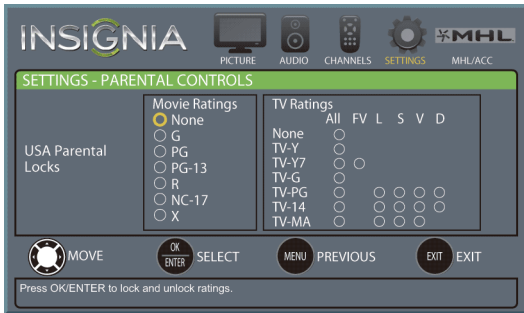 INSIGNIA
PICTURE AUDIO CHANNELS SETTINGS MHL MHL/ACC
SETTINGS - PARENTAL CONTROLS
USA Parental
Locks
Movie Ratings
None
G
PG
PG-13
R
NC-17
X
TV Ratings
All FV L S V D
None
TV-Y
TV-Y7
TV-G
TV-PG
TV-14
TV-MA
MOVE OK ENTER SELECT MENU PREVIOUS EXIT EXIT
Press OK/ENTER to lock and unlock ratings.